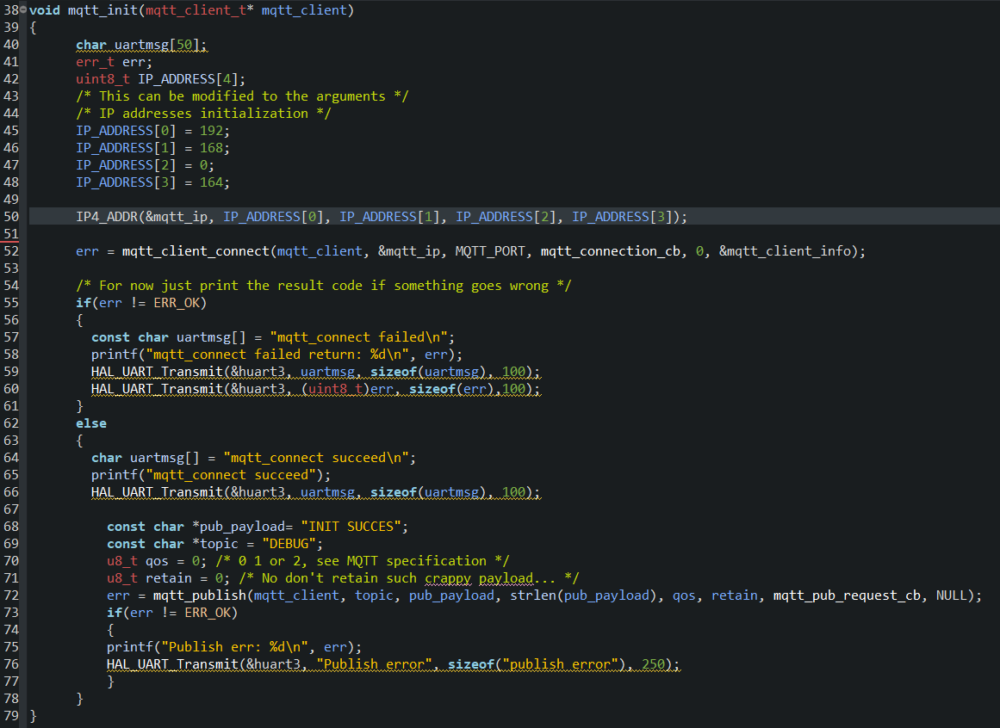 38 void mqtt_init(mqtt_client_t* mqtt_client)
39 {
40 char uartmsg[50];
41 err_t err;
42 uint8_t IP_ADDRESS[4];
43 /* This can be modified to the arguments */
44 /* IP addresses initialization */
45 IP_ADDRESS[0] = 192;
46 IP_ADDRESS[1] = 168;
47 IP_ADDRESS[2] = 0;
48 IP_ADDRESS[3] = 164;
49
50 IP4_ADDR(&mqtt_ip, IP_ADDRESS[0], IP_ADDRESS[1], IP_ADDRESS[2], IP_ADDRESS[3]);
51
52 err = mqtt_client_connect(mqtt_client, &mqtt_ip, MQTT_PORT, mqtt_connection_cb, 0, &mqtt_client_info);
53
54 /* For now just print the result code if something goes wrong */
55 if(err != ERR_OK)
56 {
57 const char uartmsg[] = "mqtt_connect failed\n";
58 printf("mqtt_connect failed return: %d\n", err);
59 HAL_UART_Transmit(&huart3, uartmsg, sizeof(uartmsg), 100);
60 HAL_UART_Transmit(&huart3, (uint8_t)err, sizeof(err),100);
61 }
62 else
63 {
64 char uartmsg[] = "mqtt_connect succeed\n";
65 printf("mqtt_connect succeed");
66 HAL_UART_Transmit(&huart3, uartmsg, sizeof(uartmsg), 100);
67
68 const char *pub_payload= "INIT SUCCES";
69 const char *topic = "DEBUG";
70 u8_t qos = 0; /* 0 1 or 2, see MQTT specification */
71 u8_t retain = 0; /* No don't retain such crappy payload... */
72 err = mqtt_publish(mqtt_client, topic, pub_payload, strlen(pub_payload), qos, retain, mqtt_pub_request_cb, NULL);
73 if(err != ERR_OK)
74 {
75 printf("Publish err: %d\n", err);
76 HAL_UART_Transmit(&huart3, "Publish error", sizeof("publish error"), 250);
77 }
78 }
79 }